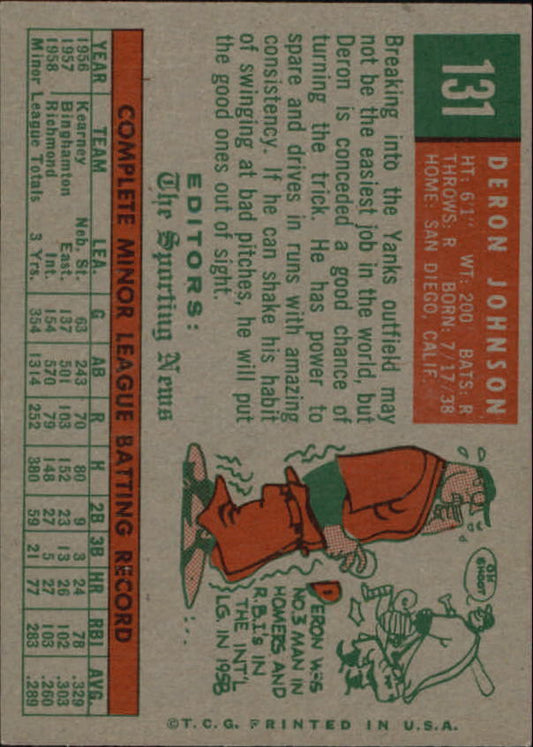 131
DERON JOHNSON
HT: 6'1" WT: 200 BATS: R
THROWS: R BORN: 7/17/38
HOME: SAN DIEGO, CALIF.
Breaking into the Yanks outfield may
not be the easiest job in the world, but
Deron is conceded a good chance of
turning the trick. He has power to
spare and drives in runs with amazing
consistency. If he can shake his habit
of swinging at bad pitches, he will put
the good ones out of sight.
EDITORS:
The Sporting News
OH SHOOT
DERON WAS
NO. 3 MAN IN
HOMERS AND
R.B.I.'s IN
THE INT'L
LG. IN 1958
COMPLETE MINOR LEAGUE BATTING RECORD
YEAR TEAM LEA. G AB R H 2B 3B HR RBI AVG.
1956 Kearney Neb. St. 63 243 70 80 9 3 24 78 .329
1957 Binghamton East. 137 501 103 152 23 13 26 102 .303
1958 Richmond Int. 154 570 79 148 27 5 27 103 .260
Minor League Totals 3 Yrs. 354 1314 252 380 59 21 77 283 .289
©T.C.G. PRINTED IN U.S.A.